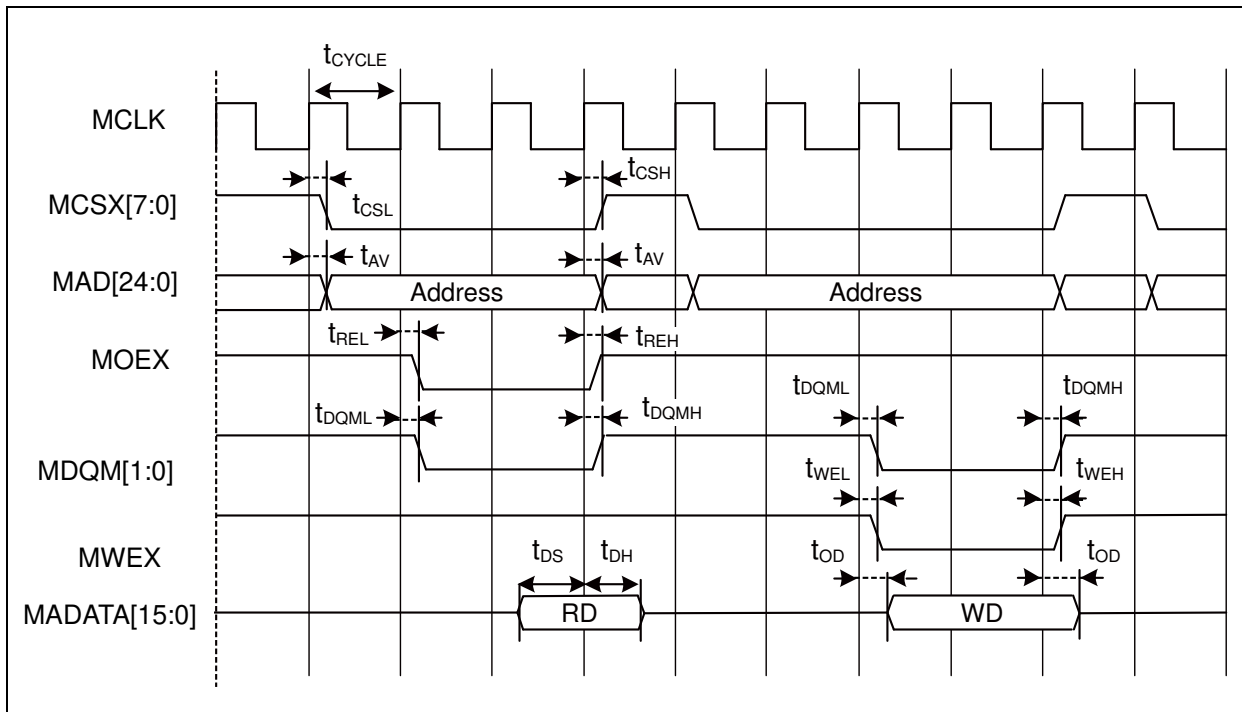 tCYCLE
MCLK
tCSH
MCSX[7:0]
tCSL
tAV
tAV
MAD[24:0]
Address
Address
tREL
tREH
MOEX
tDQML
tDQMH
tDQML
tDQMH
MDQM[1:0]
tWEL
tWEH
MWEX
tDS
tDH
tOD
tOD
MADATA[15:0]
RD
WD